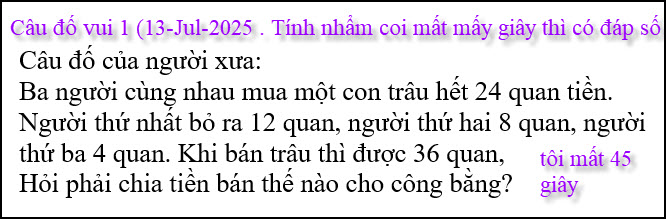 Câu đố vui 1 (13-Jul-2025 . Tính nhẩm coi mất mấy giây thì có đáp số
Câu đố của người xưa:
Ba người cùng nhau mua một con trâu hết 24 quan tiền.
Người thứ nhất bỏ ra 12 quan, người thứ hai 8 quan, người
thứ ba 4 quan. Khi bán trâu thì được 36 quan,
Hỏi phải chia tiền bán thế nào cho công bằng?
tôi mất 45
giây